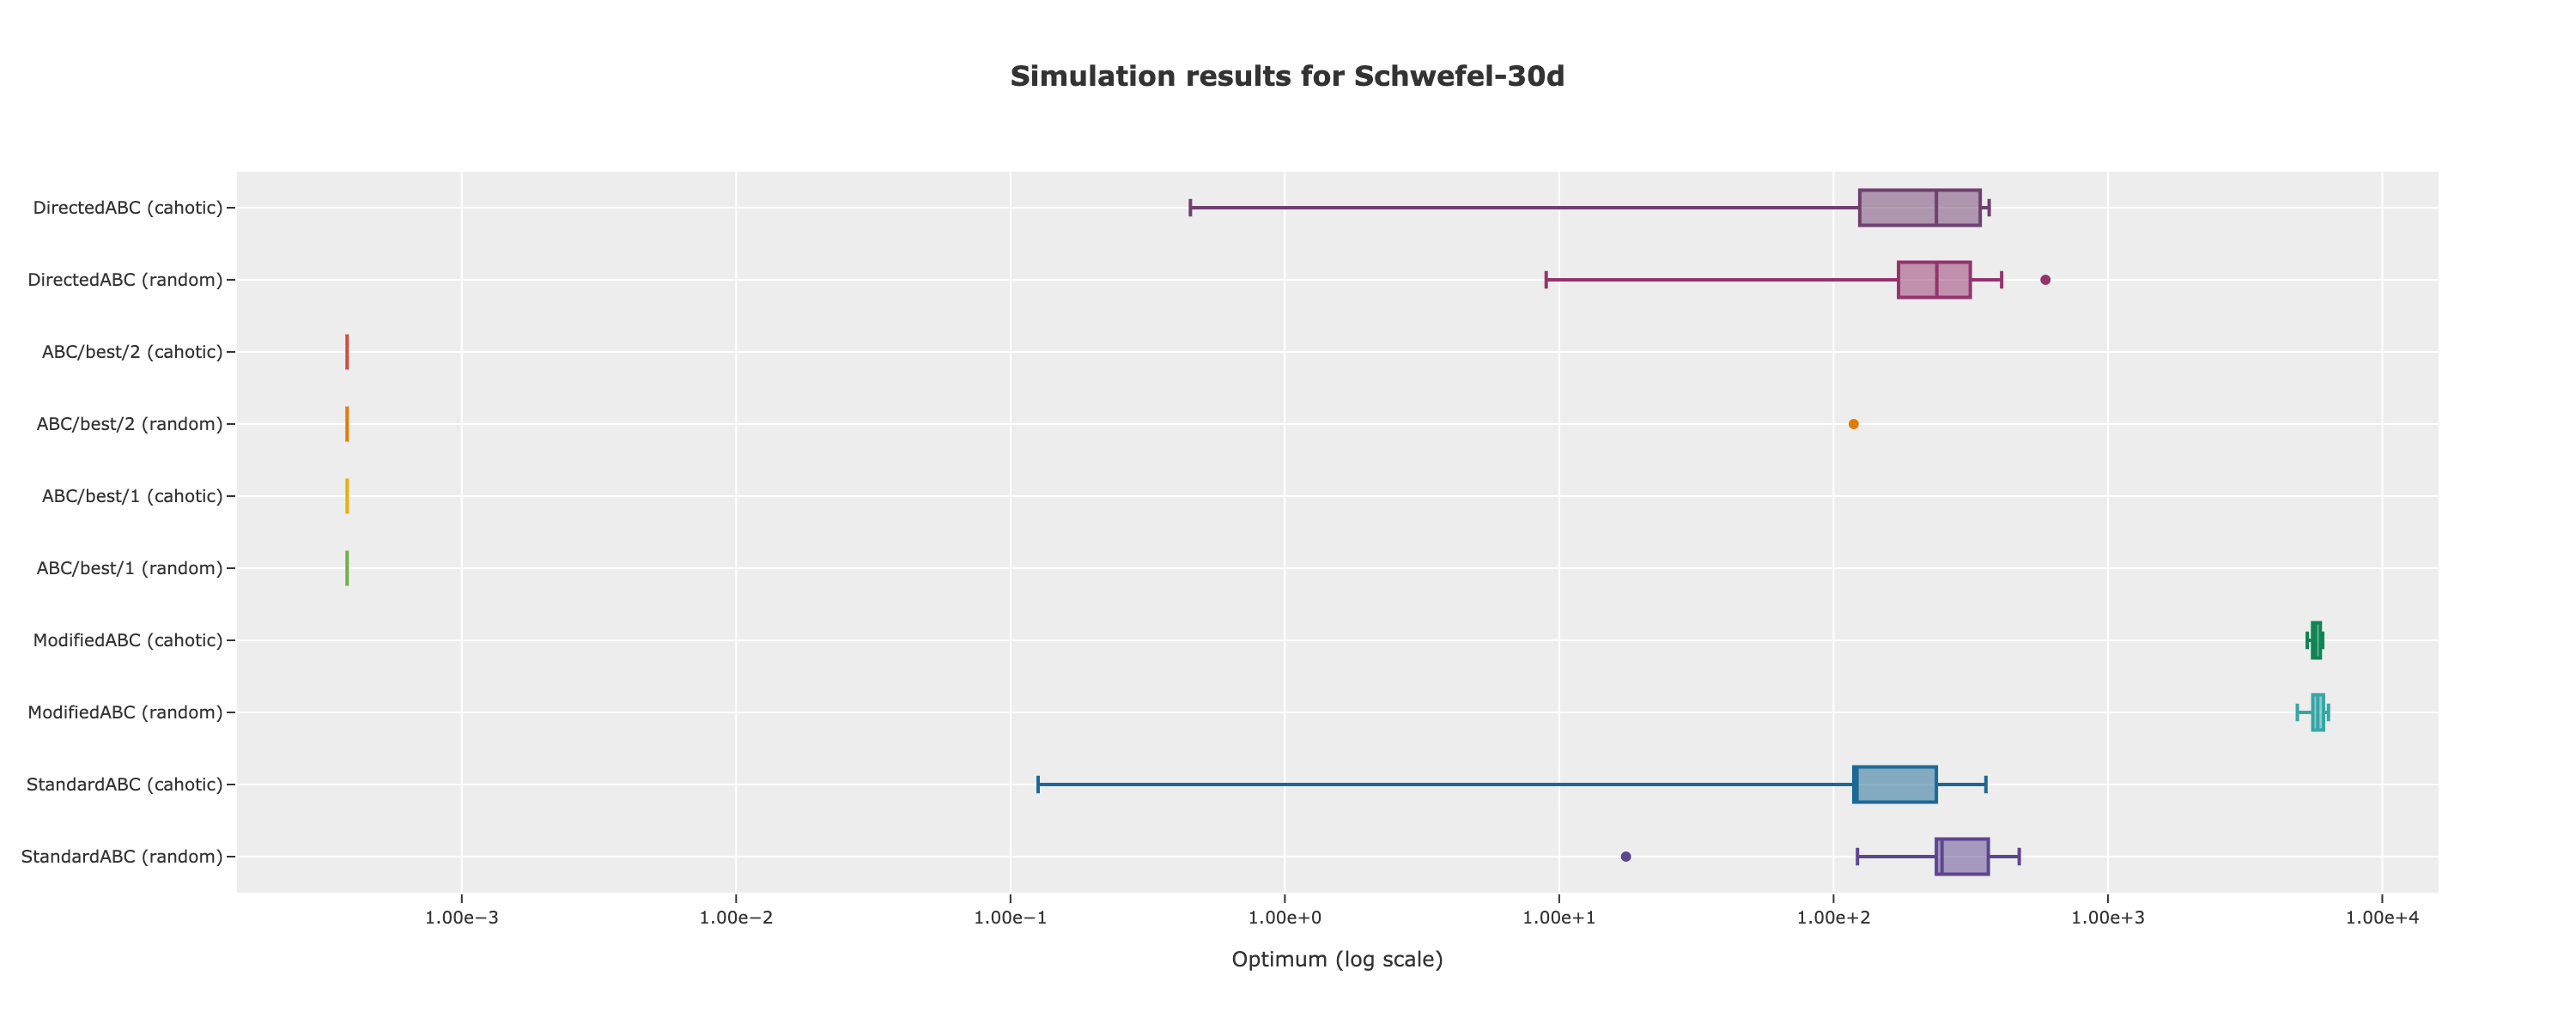 Simulation results for Schwefel-30d
DirectedABC (cahotic)
DirectedABC (random)
ABC/best/2 (cahotic)
ABC/best/2 (random)
ABC/best/1 (cahotic)
ABC/best/1 (random)
ModifiedABC (cahotic)
ModifiedABC (random)
StandardABC (cahotic)
StandardABC (random)
1.00e−3 1.00e−2 1.00e−1 1.00e+0 1.00e+1 1.00e+2 1.00e+3 1.00e+4
Optimum (log scale)